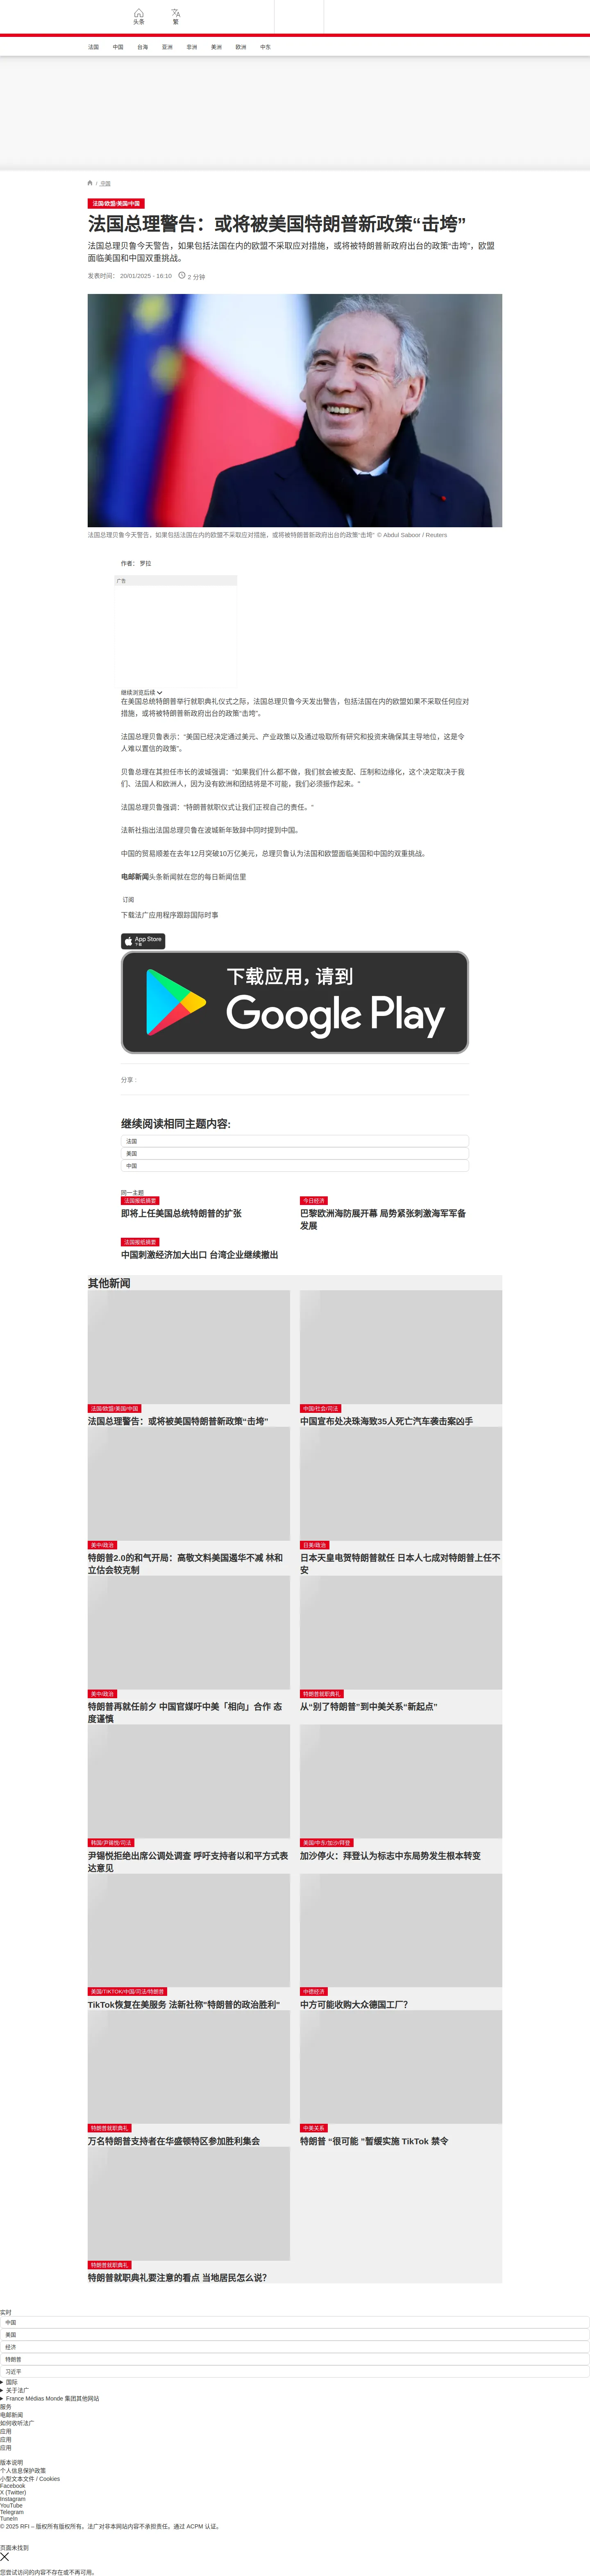 头条
繁
法国
中国
台海
亚洲
非洲
美洲
欧洲
中东
/ 法国
法国/欧盟/美国/中国
法国总理警告：或将被美国特朗普新政策“击垮”
法国总理贝鲁今天警告，如果包括法国在内的欧盟不采取应对措施，或将被特朗普新政府出台的政策“击垮”，欧盟
面临美国和中国双重挑战。
发表时间： 20/01/2025 - 16:10
2 分钟
法国总理贝鲁今天警告，如果包括法国在内的欧盟不采取应对措施，或将被特朗普新政府出台的政策“击垮” © Abdul Saboor / Reuters
作者： 罗拉
广告
继续浏览后续
在美国总统特朗普举行就职典礼仪式之际，法国总理贝鲁今天发出警告，包括法国在内的欧盟如果不采取任何应对
措施，或将被特朗普新政府出台的政策“击垮”。
法国总理贝鲁表示：“美国已经决定通过美元、产业政策以及通过吸取所有研究和投资来确保其主导地位，这是令
人难以置信的政策”。
贝鲁总理在其担任市长的波城强调：“如果我们什么都不做，我们就会被支配、压制和边缘化，这个决定取决于我
们、法国人和欧洲人，因为没有欧洲和团结将是不可能，我们必须振作起来。”
法国总理贝鲁强调：“特朗普就职仪式让我们正视自己的责任。“
法新社指出法国总理贝鲁在波城新年致辞中同时提到中国。
中国的贸易顺差在去年12月突破10万亿美元，总理贝鲁认为法国和欧盟面临美国和中国的双重挑战。
电邮新闻头条新闻就在您的每日新闻信里
订阅
下载法广应用程序跟踪国际时事
App Store
下载
下载应用，请到
Google Play
分享 :
继续阅读相同主题内容:
法国
美国
中国
同一主题
法国报纸摘要
即将上任美国总统特朗普的扩张
今日经济
巴黎欧洲海防展开幕 局势紧张刺激海军军备
发展
法国报纸摘要
中国刺激经济加大出口 台湾企业继续撤出
其他新闻
法国/欧盟/美国/中国
法国总理警告：或将被美国特朗普新政策“击垮”
中国/社会/司法
中国宣布处决珠海致35人死亡汽车袭击案凶手
美中/政治
特朗普2.0的和气开局：高敬文料美国遏华不减 林和
立估会较克制
日美/政治
日本天皇电贺特朗普就任 日本人七成对特朗普上任不
安
美中/政治
特朗普再就任前夕 中国官媒吁中美「相向」合作 态
度谨慎
特朗普就职典礼
从“别了特朗普”到中美关系“新起点”
韩国/尹锡悦/司法
尹锡悦拒绝出席公调处调查 呼吁支持者以和平方式表
达意见
美国/中东/加沙/拜登
加沙停火：拜登认为标志中东局势发生根本转变
美国/TIKTOK/中国/司法/特朗普
TikTok恢复在美服务 法新社称"特朗普的政治胜利"
中德经济
中方可能收购大众德国工厂？
特朗普就职典礼
万名特朗普支持者在华盛顿特区参加胜利集会
中美关系
特朗普 “很可能 ”暂缓实施 TikTok 禁令
特朗普就职典礼
特朗普就职典礼要注意的看点 当地居民怎么说？
实时
中国
美国
经济
特朗普
习近平
国际
关于法广
France Médias Monde 集团其他网站
服务
电邮新闻
如何收听法广
应用
应用
应用
版本说明
个人信息保护政策
小型文本文件 / Cookies
Facebook
X (Twitter)
Instagram
YouTube
Telegram
TuneIn
© 2025 RFI – 版权所有版权所有。法广对非本网站内容不承担责任。通过 ACPM 认证。
页面未找到
您尝试访问的内容不存在或不再可用。